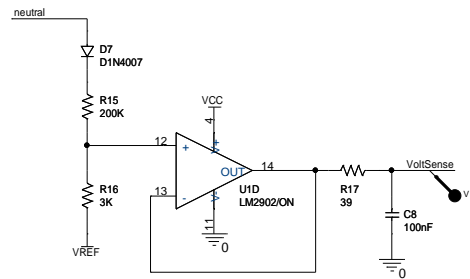 neutral
D7
D1N4007
R15
200K
VCC
4
12
+
V+
OUT
14
13
-
V-
11
U1D
LM2902/ON
0
R16
3K
VREF
R17
39
VoltSense
V
C8
100nF
0